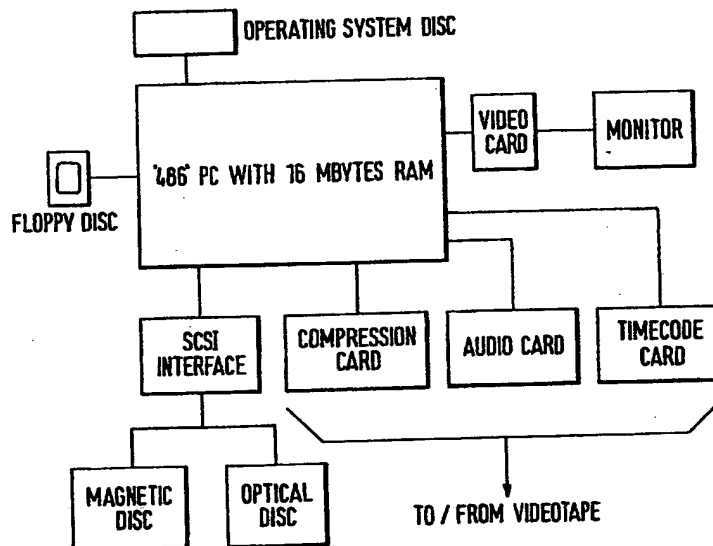 OPERATING SYSTEM DISC
'486' PC WITH 16 MBYTES RAM
VIDEO
CARD
MONITOR
FLOPPY DISC
SCSI
INTERFACE
COMPRESSION
CARD
AUDIO CARD
TIMECODE
CARD
MAGNETIC
DISC
OPTICAL
DISC
TO / FROM VIDEOTAPE